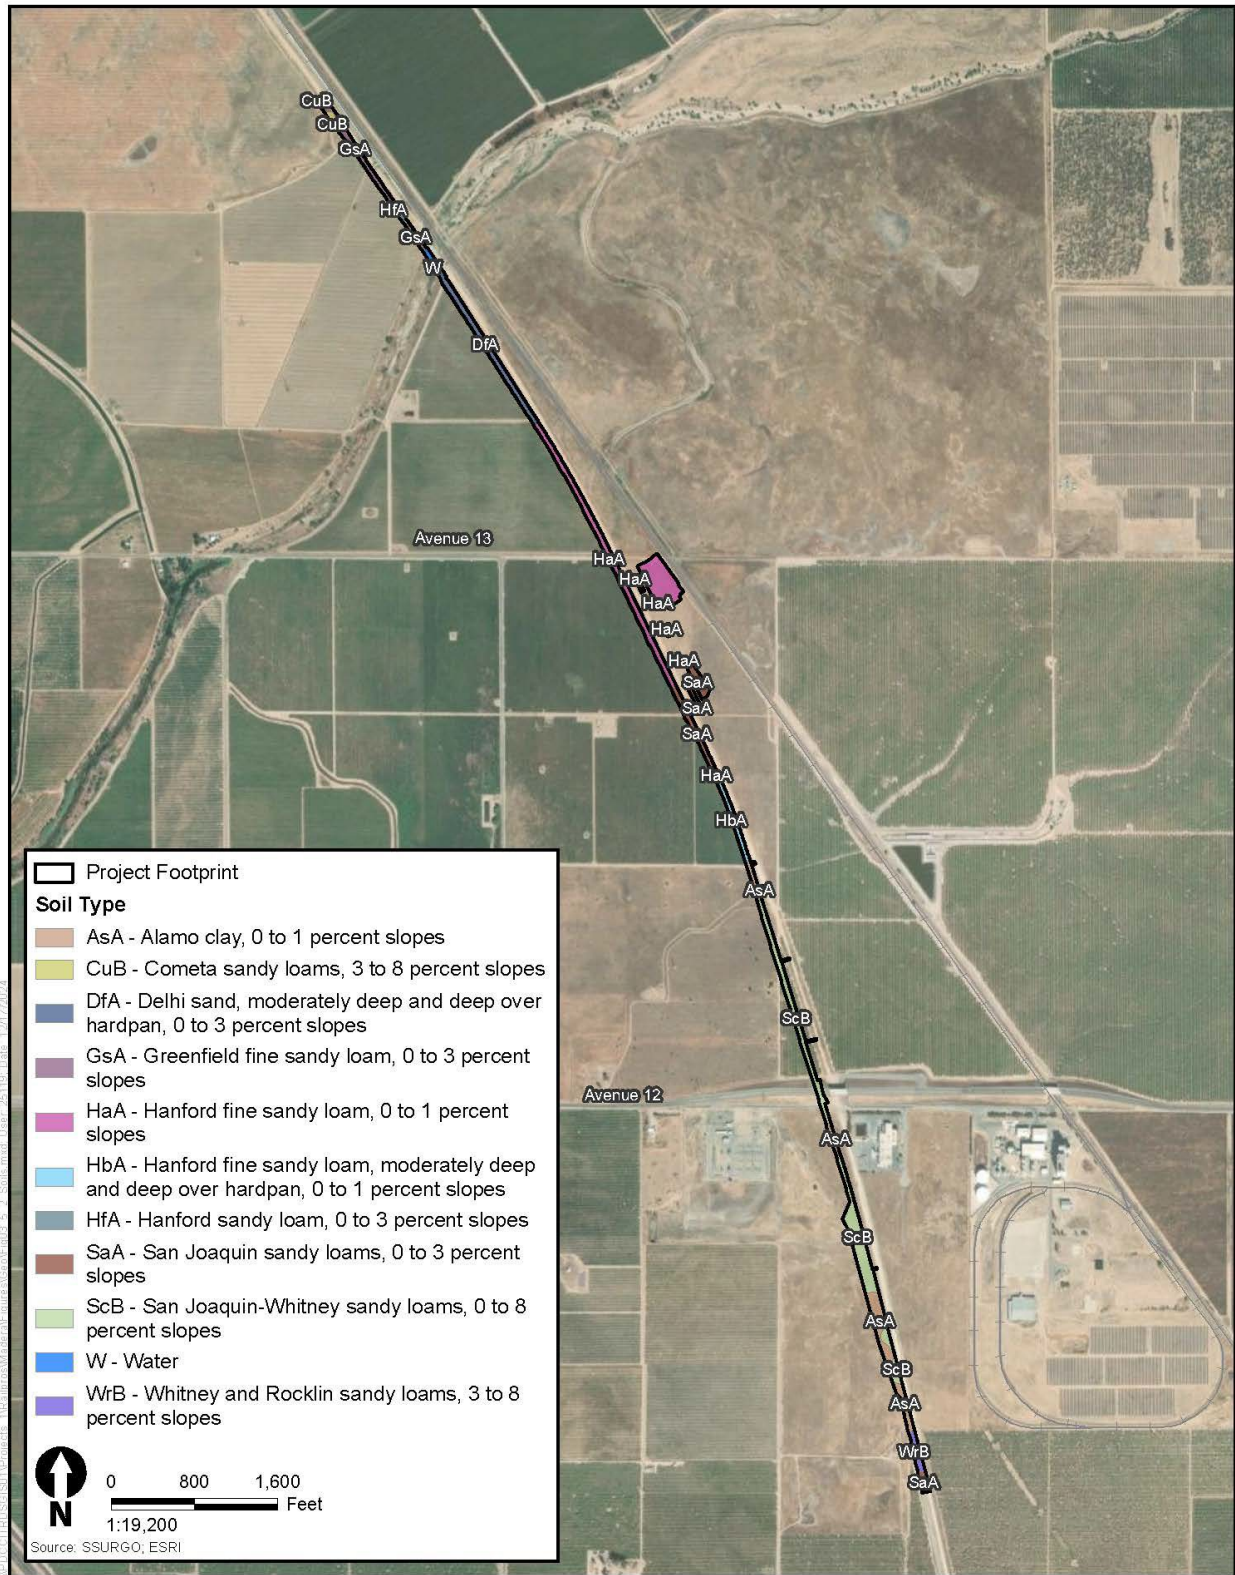 CuB
CuB
GsA
HfA
GsA
W
DfA
Avenue 13
HaA
HaA
HaA
HaA
HaA
SaA
SaA
SaA
HaA
HbA
AsA
ScB
Avenue 12
AsA
ScB
AsA
ScB
AsA
WrB
SaA
Project Footprint
Soil Type
AsA - Alamo clay, 0 to 1 percent slopes
CuB - Cometa sandy loams, 3 to 8 percent slopes
DfA - Delhi sand, moderately deep and deep over
hardpan, 0 to 3 percent slopes
GsA - Greenfield fine sandy loam, 0 to 3 percent
slopes
HaA - Hanford fine sandy loam, 0 to 1 percent
slopes
HbA - Hanford fine sandy loam, moderately deep
and deep over hardpan, 0 to 1 percent slopes
HfA - Hanford sandy loam, 0 to 3 percent slopes
SaA - San Joaquin sandy loams, 0 to 3 percent
slopes
ScB - San Joaquin-Whitney sandy loams, 0 to 8
percent slopes
W - Water
WrB - Whitney and Rocklin sandy loams, 3 to 8
percent slopes
N
0 800 1,600
Feet
1:19,200
Source: SSURGO; ESRI